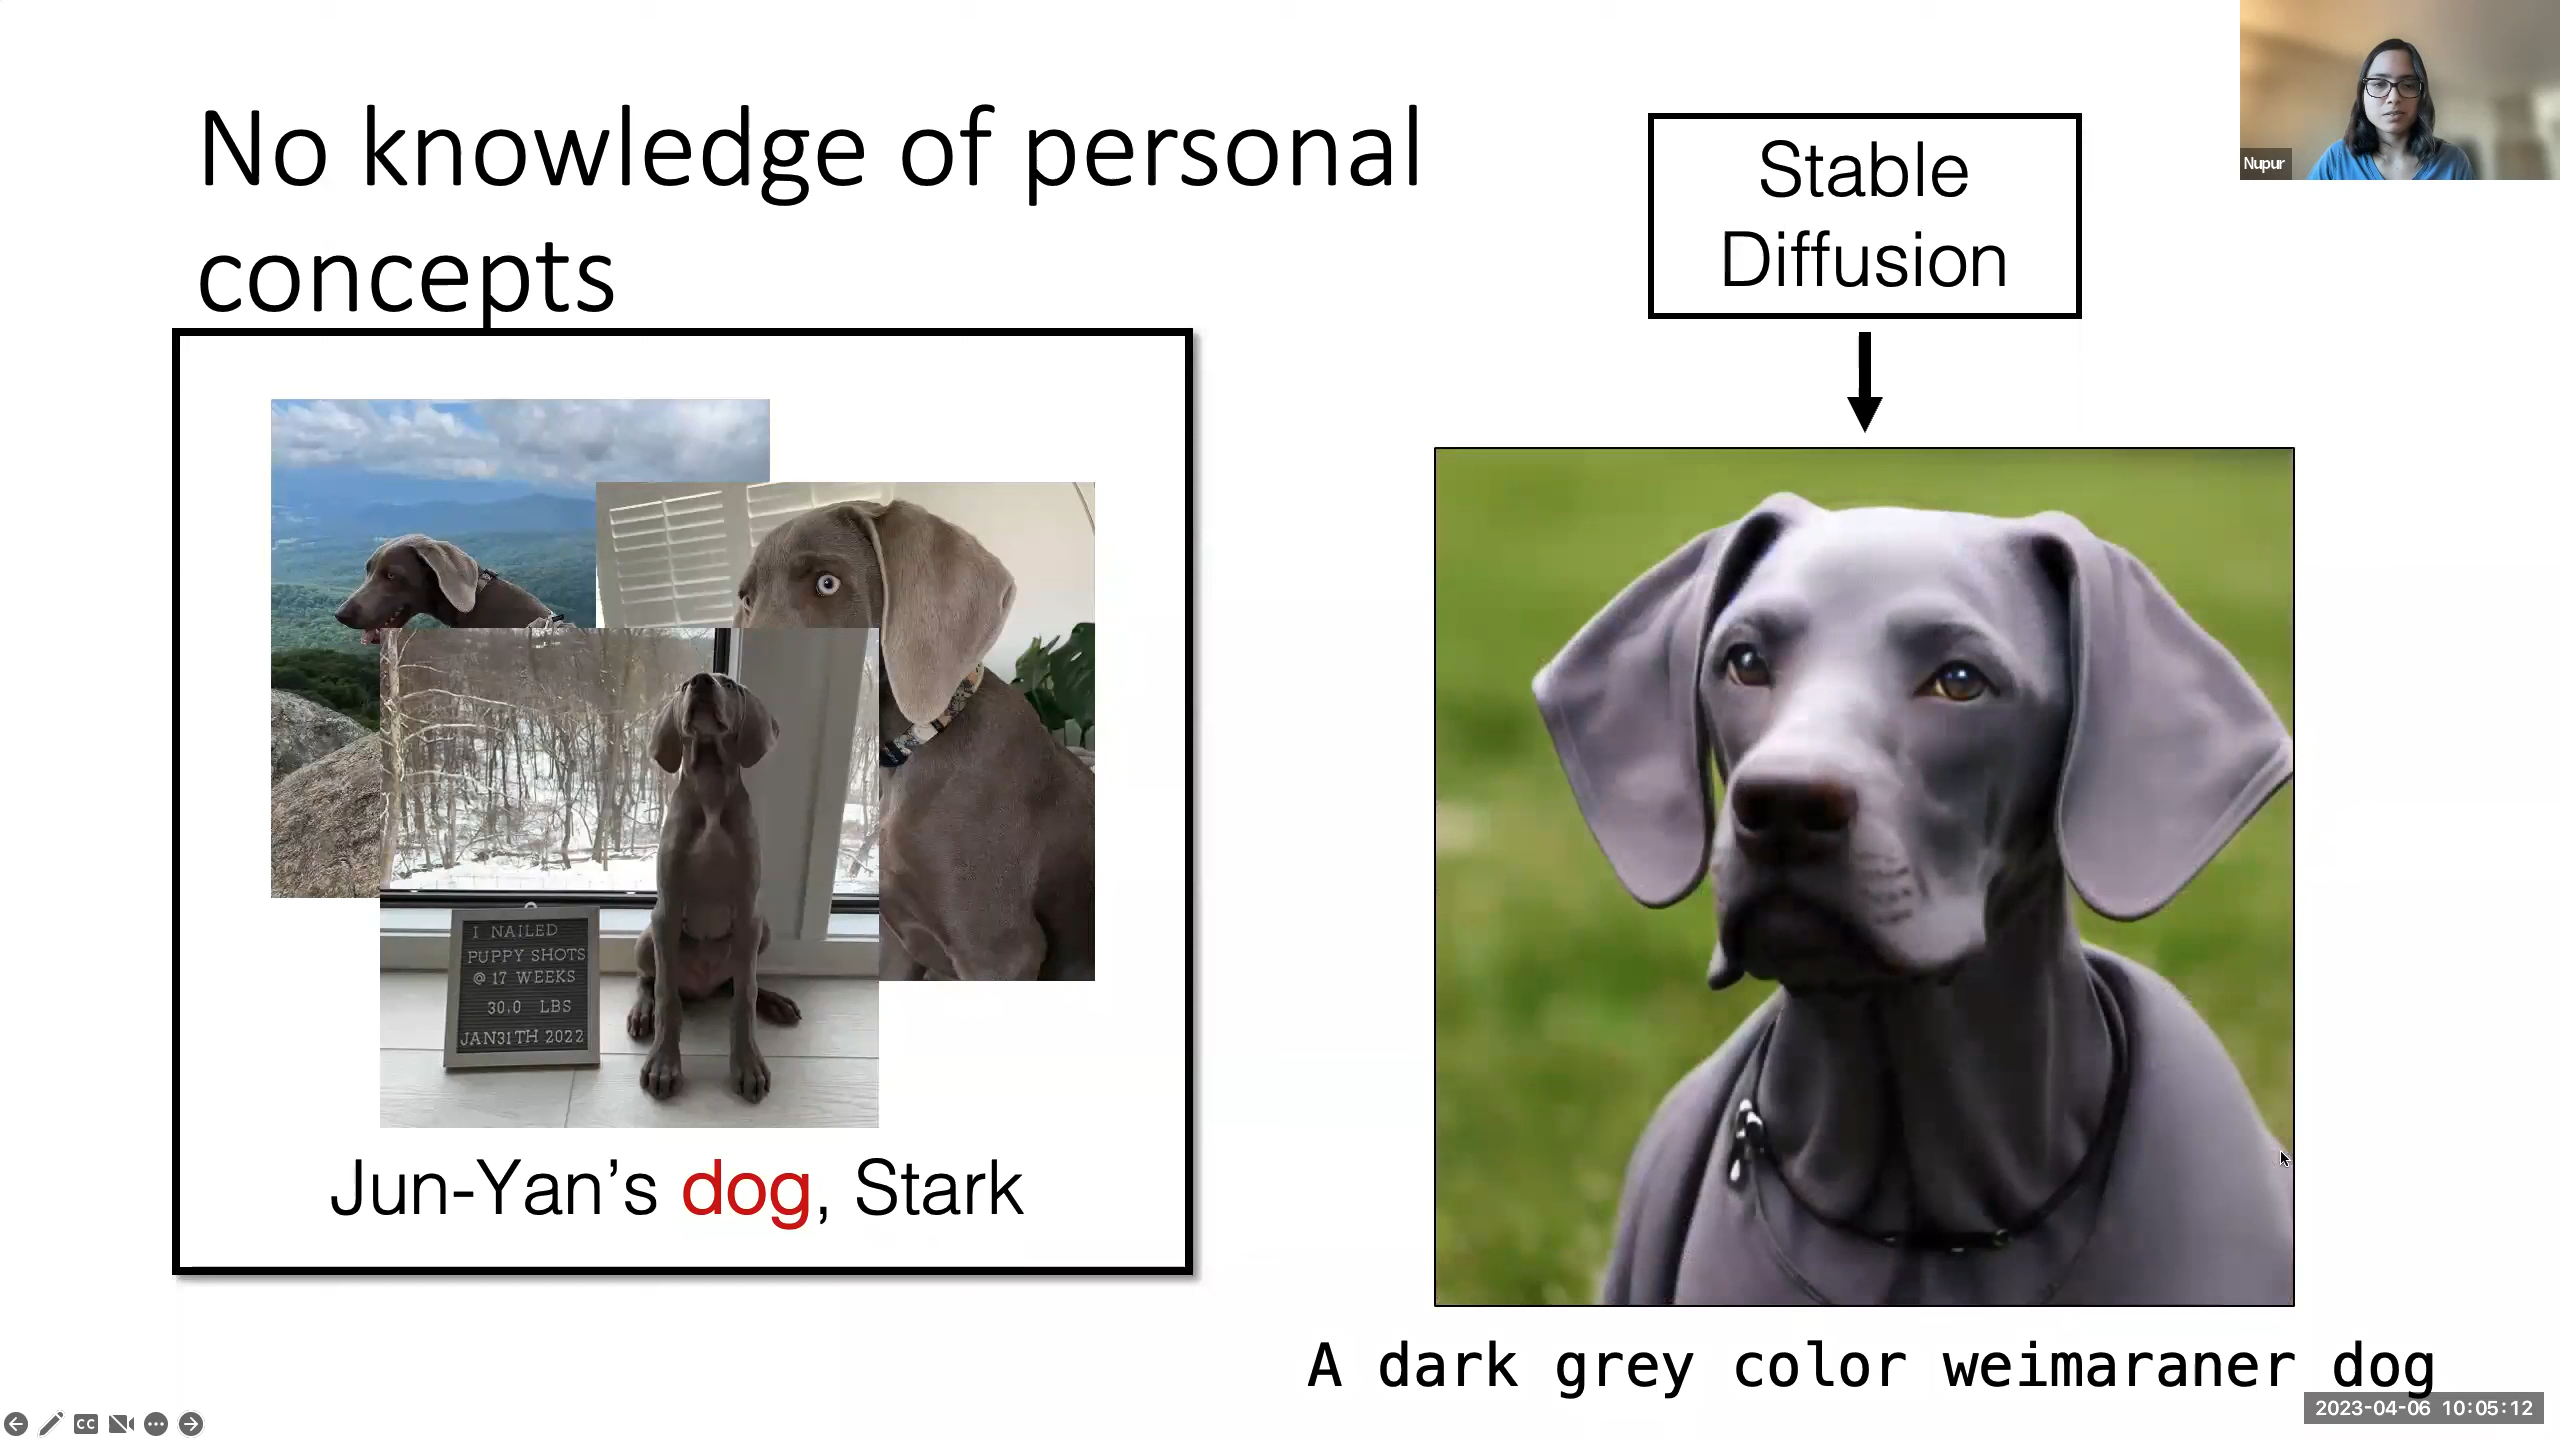 No knowledge of personal
concepts
Stable
Diffusion
Nupur
I NAILED
PUPPY SHOTS
@ 17 WEEKS
30.0 LBS
JAN31TH 2022
Jun-Yan’s dog, Stark
A dark grey color weimaraner dog
CC
2023-04-06 10:05:12